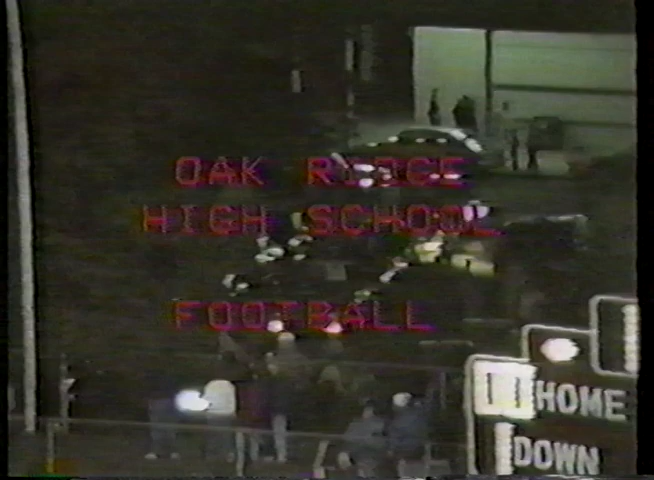 OAK RIDGE
HIGH SCHOOL
FOOTBALL
HOME
DOWN